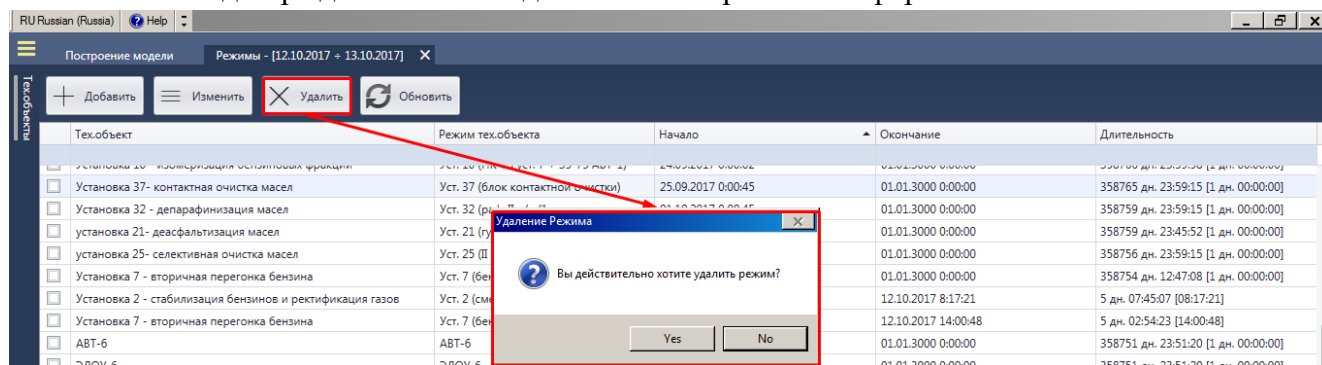 RU Russian (Russia) Help
Построение модели Режимы - [12.10.2017 ÷ 13.10.2017]
Тех.объекты
Добавить Изменить Удалить Обновить
Тех.объект Режим тех.объекта Начало Окончание Длительность
Установка 37- контактная очистка масел Уст. 37 (блок контактной очистки) 25.09.2017 0:00:45 01.01.3000 0:00:00 358765 дн. 23:59:15 [1 дн. 00:00:00]
Установка 32 - депарафинизация масел Уст. 32 01.01.3000 0:00:00 358759 дн. 23:59:15 [1 дн. 00:00:00]
установка 21- деасфальтизация масел Уст. 21 01.01.3000 0:00:00 358759 дн. 23:45:52 [1 дн. 00:00:00]
установка 25- селективная очистка масел Уст. 25 (II 01.01.3000 0:00:00 358756 дн. 23:59:15 [1 дн. 00:00:00]
Установка 7 - вторичная перегонка бензина Уст. 7 (бен 01.01.3000 0:00:00 358754 дн. 12:47:08 [1 дн. 00:00:00]
Установка 2 - стабилизация бензинов и ректификация газов Уст. 2 (сме 12.10.2017 8:17:21 5 дн. 07:45:07 [08:17:21]
Установка 7 - вторичная перегонка бензина Уст. 7 (бен 12.10.2017 14:00:48 5 дн. 02:54:23 [14:00:48]
АВТ-6 АВТ-6 01.01.3000 0:00:00 358751 дн. 23:51:20 [1 дн. 00:00:00]
Удаление Режима
Вы действительно хотите удалить режим?
Yes No